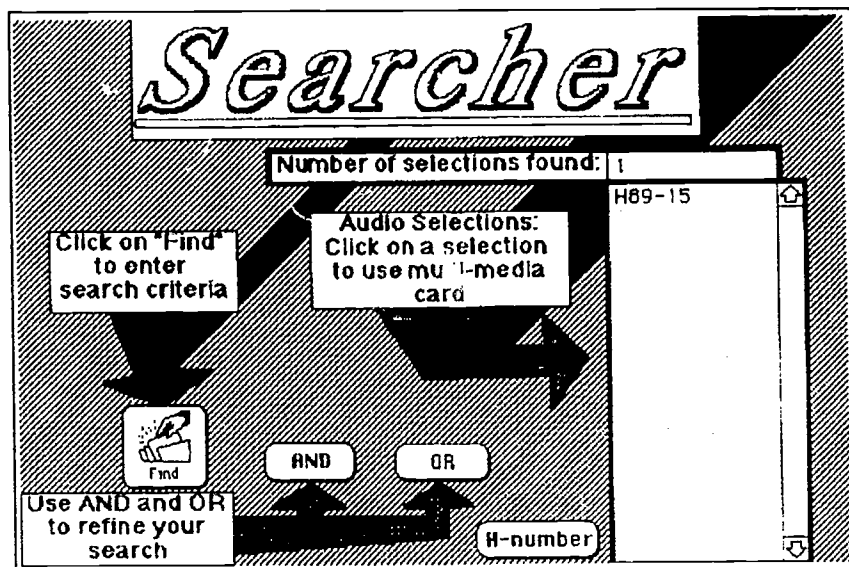 Searcher
Number of selections found: 1
H89-15
Audio Selections:
Click on a selection
to use
card
Click on "Find"
to enter
search criteria
Find
AND
OR
Use AND and OR
to refine your
search
H-number